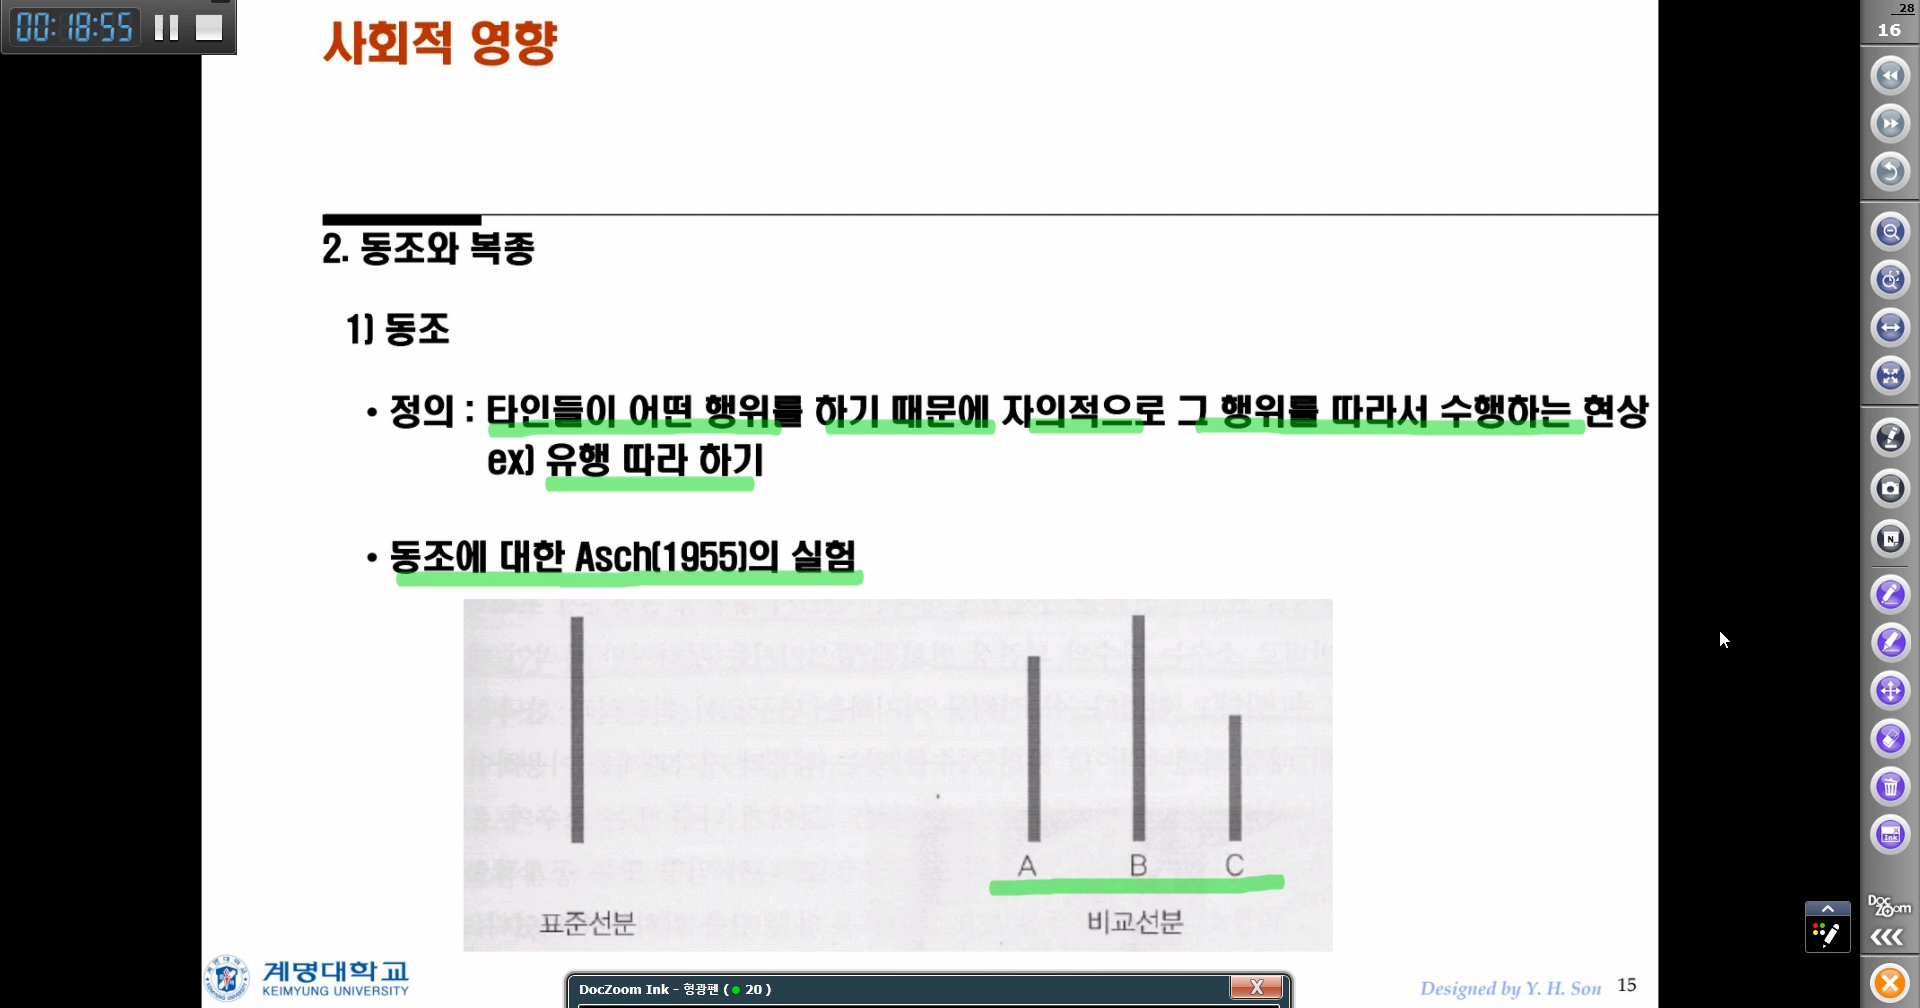 00:18:55
28
16
사회적 영향
2. 동조와 복종
1) 동조
• 정의 : 타인들이 어떤 행위를 하기 때문에 자의적으로 그 행위를 따라서 수행하는 현상
ex) 유행 따라 하기
• 동조에 대한 Asch(1955)의 실험
A B C
표준선분 비교선분
계명대학교
KEIMYUNG UNIVERSITY
DocZoom Ink - 형광펜 ( ● 20 )
X
Designed by Y. H. Son 15
N
Ink
DocZoom